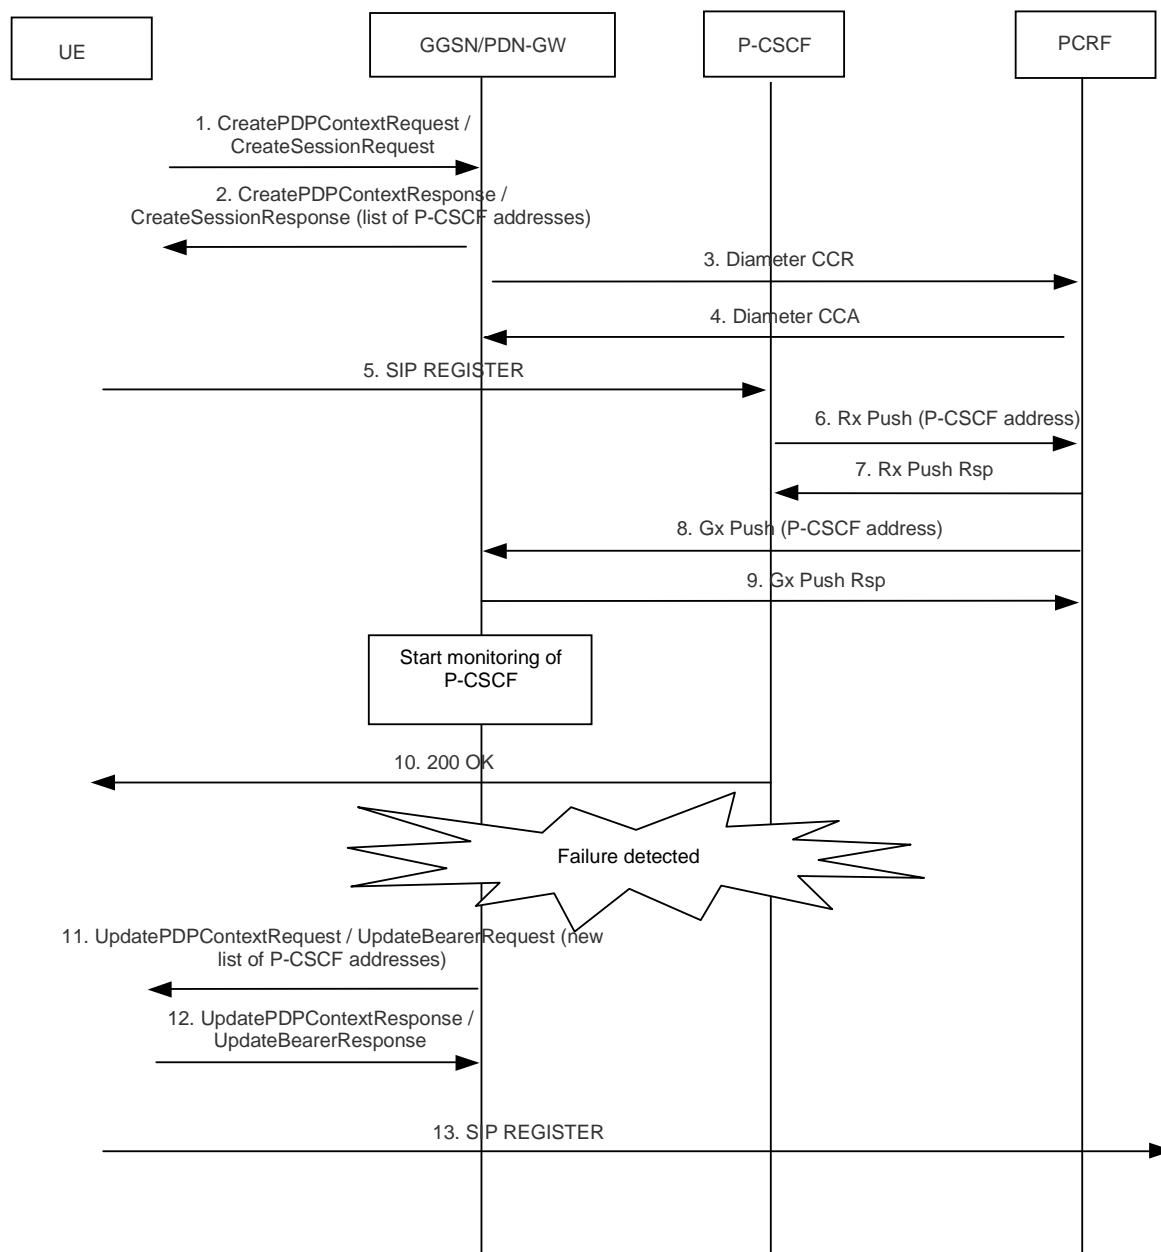 UE
GGSN/PDN-GW
P-CSCF
PCRF
1. CreatePDPContextRequest /
CreateSessionRequest
2. CreatePDPContextResponse /
CreateSessionResponse (list of P-CSCF addresses)
3. Diameter CCR
4. Diameter CCA
5. SIP REGISTER
6. Rx Push (P-CSCF address)
7. Rx Push Rsp
8. Gx Push (P-CSCF address)
9. Gx Push Rsp
Start monitoring of
P-CSCF
10. 200 OK
Failure detected
11. UpdatePDPContextRequest / UpdateBearerRequest (new
list of P-CSCF addresses)
12. UpdatePDPContextResponse /
UpdateBearerResponse
13. SIP REGISTER